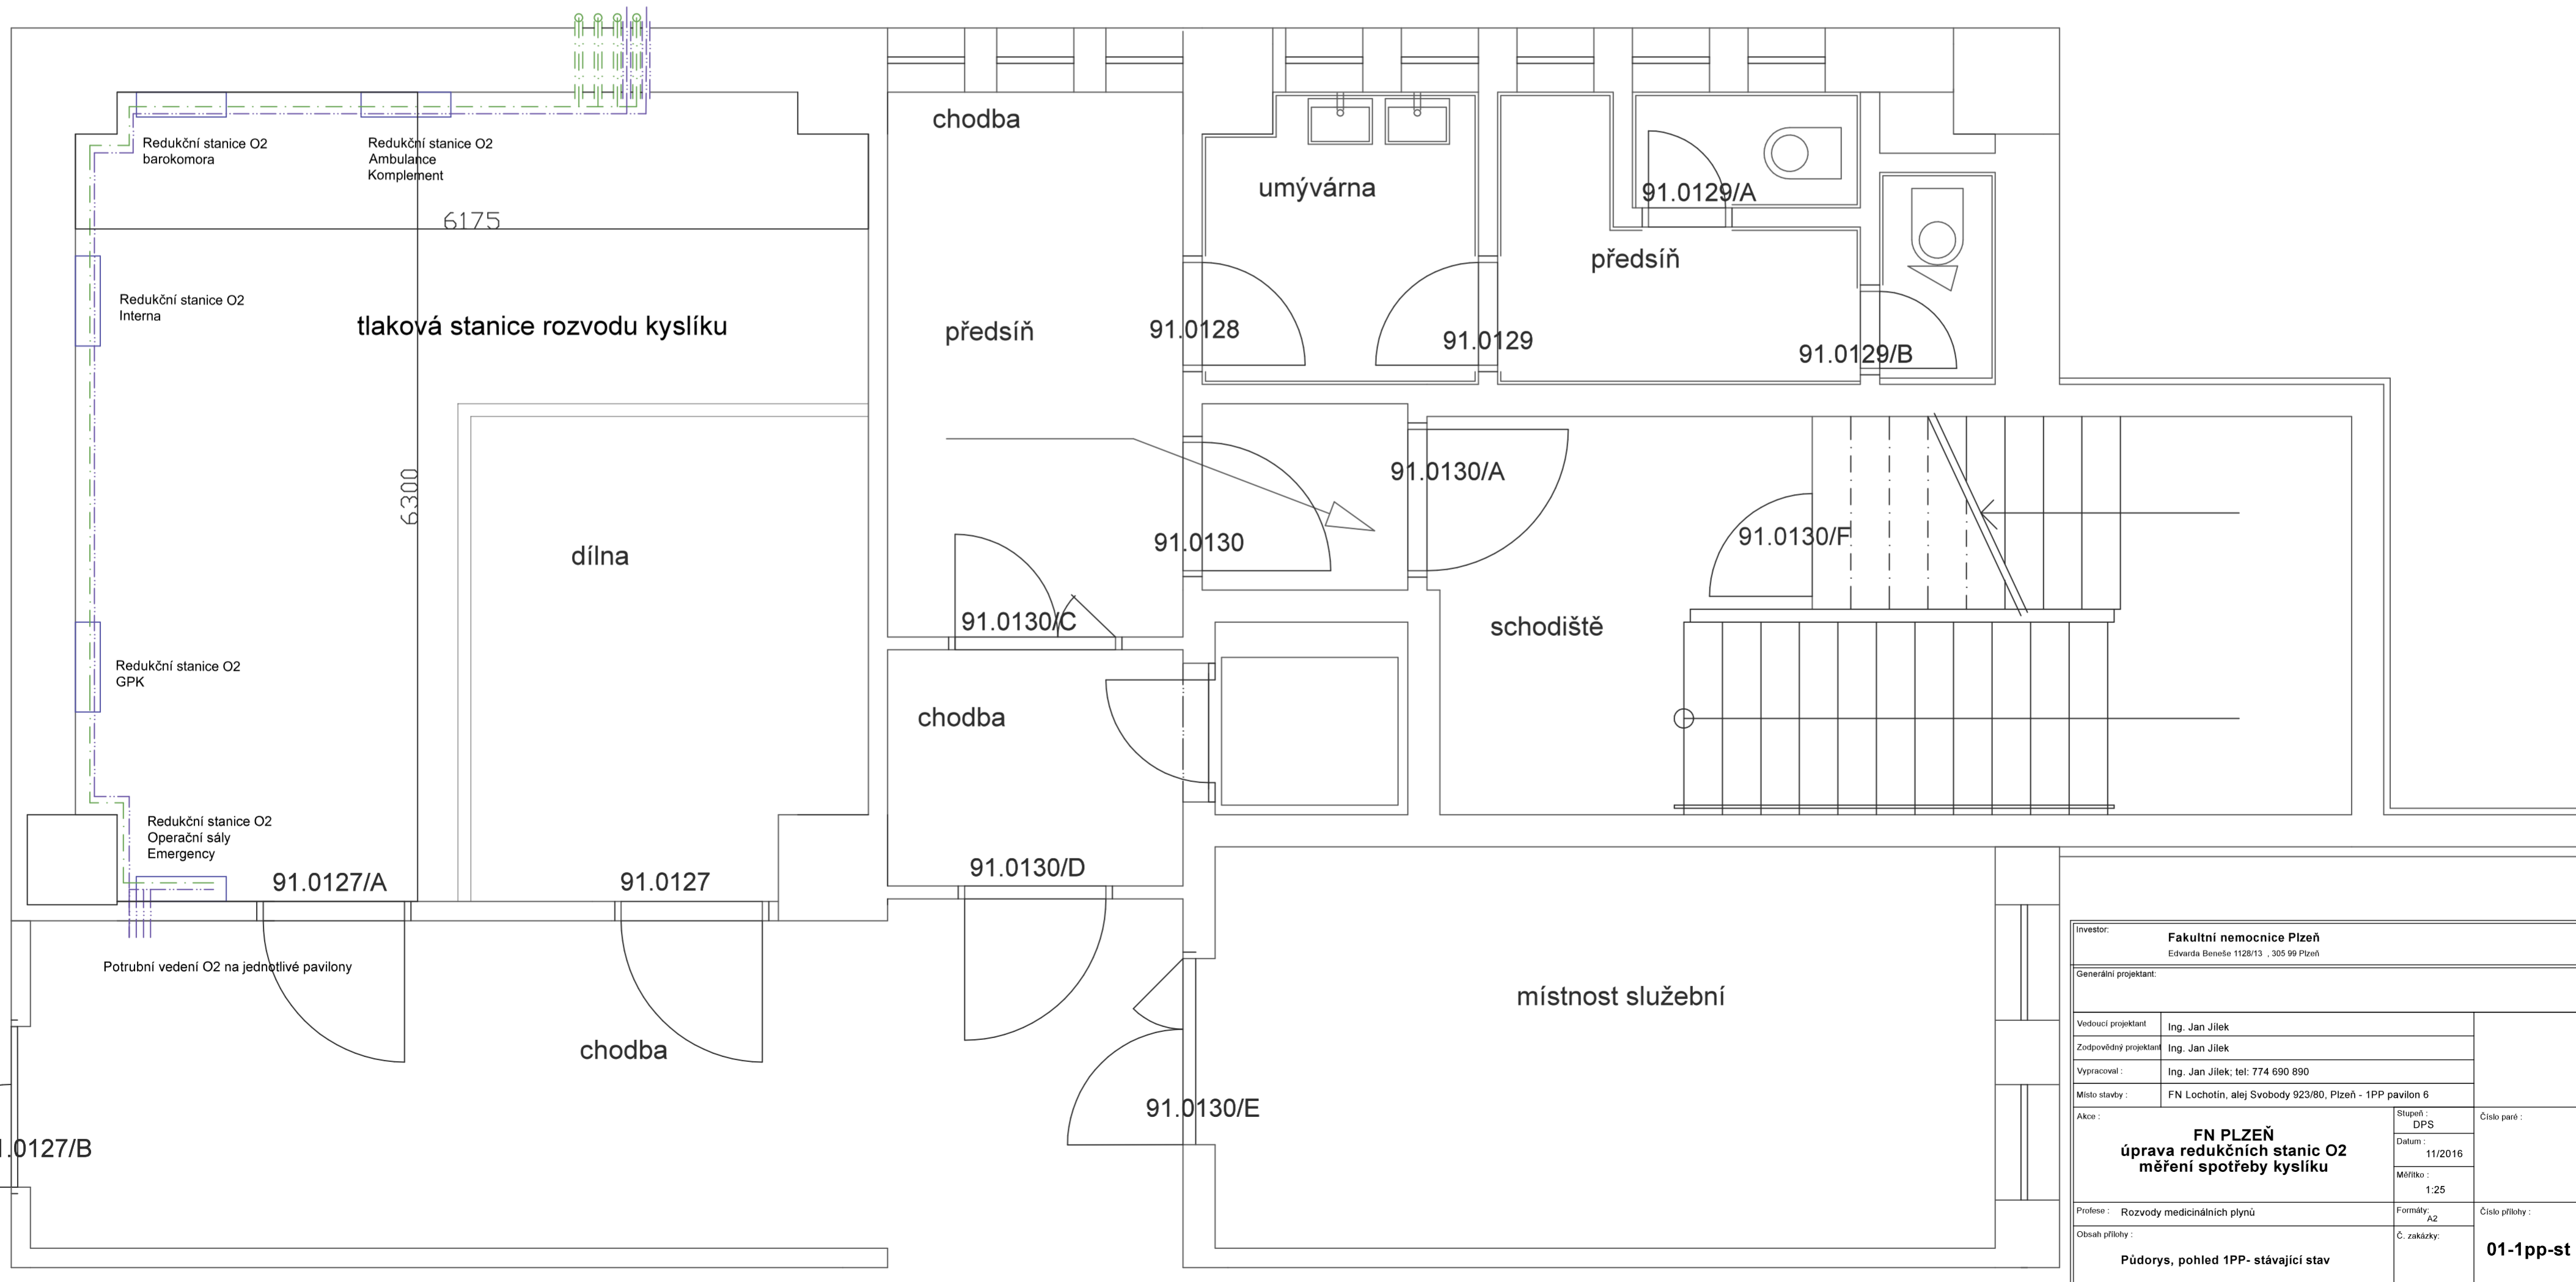 chodba
Redukční stanice O2
barokomora
Redukční stanice O2
Ambulance
Komplement
umývárna
91.0129/A
6175
předsíň
Redukční stanice O2
Interna
tlaková stanice rozvodu kyslíku
předsíň
91.0128
91.0129
91.0129/B
91.0130/A
6300
91.0130
91.0130/F
dílna
91.0130/C
schodiště
Redukční stanice O2
GPK
chodba
Redukční stanice O2
Operační sály
Emergency
91.0127/A
91.0127
91.0130/D
Potrubní vedení O2 na jednotlivé pavilony
místnost služební
chodba
91.0130/E
.0127/B
Investor:
Fakultní nemocnice Plzeň
Edvarda Beneše 1128/13 , 305 99 Plzeň
Generální projektant:
Vedoucí projektant Ing. Jan Jílek
Zodpovědný projektant Ing. Jan Jílek
Vypracoval : Ing. Jan Jílek; tel: 774 690 890
Místo stavby : FN Lochotín, alej Svobody 923/80, Plzeň - 1PP pavilon 6
Akce :
FN PLZEŇ
úprava redukčních stanic O2
měření spotřeby kyslíku
Stupeň :
DPS
Datum :
11/2016
Měřítko :
1:25
Číslo paré :
Profese : Rozvody medicinálních plynů
Formáty:
A2
Číslo přílohy :
Obsah přílohy :
Půdorys, pohled 1PP- stávající stav
Č. zakázky:
01-1pp-st